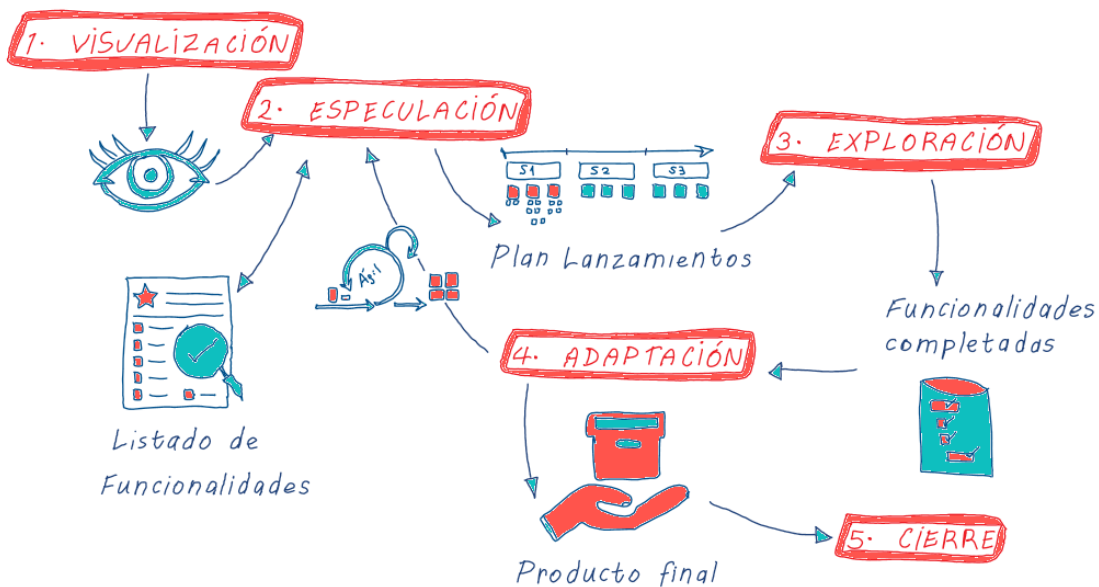 1. VISUALIZACIÓN
2. ESPECULACIÓN
3. EXPLORACIÓN
S1 S2 S3
Plan Lanzamientos
Ágil
Funcionalidades
completadas
4. ADAPTACIÓN
Listado de
Funcionalidades
5. CIERRE
Producto final